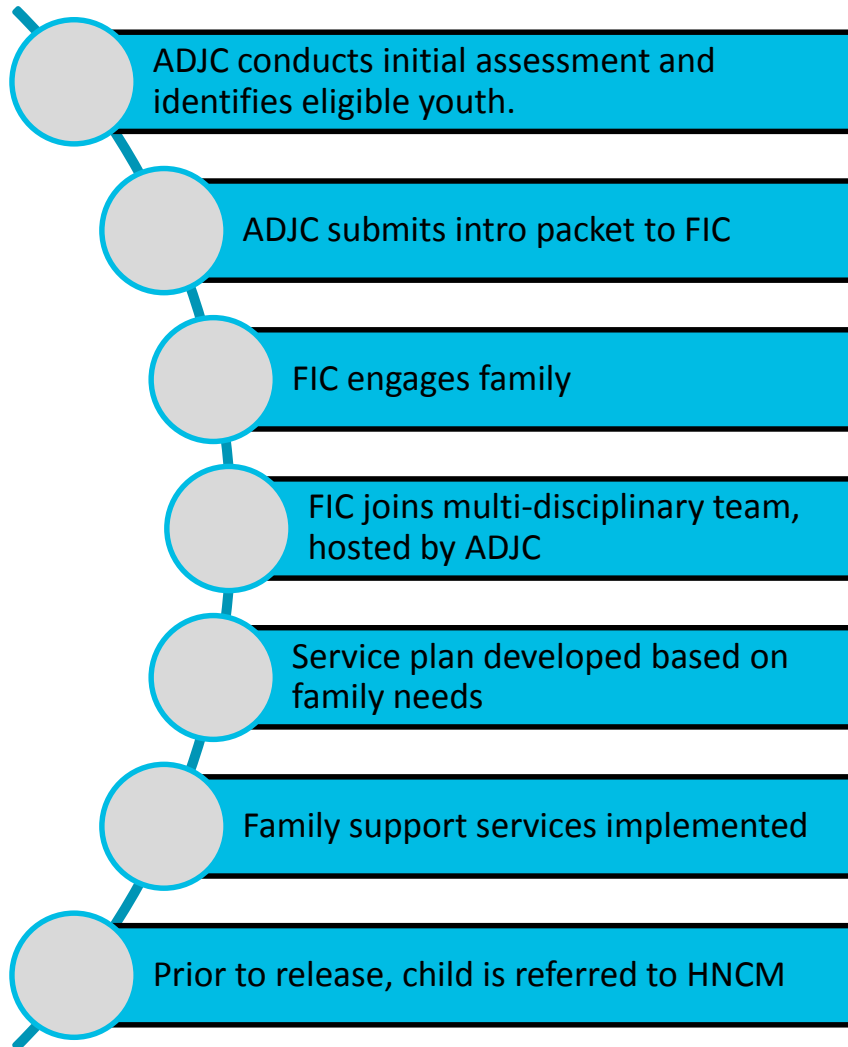 ADJC conducts initial assessment and
identifies eligible youth.
ADJC submits intro packet to FIC
FIC engages family
FIC joins multi-disciplinary team,
hosted by ADJC
Service plan developed based on
family needs
Family support services implemented
Prior to release, child is referred to HNCM